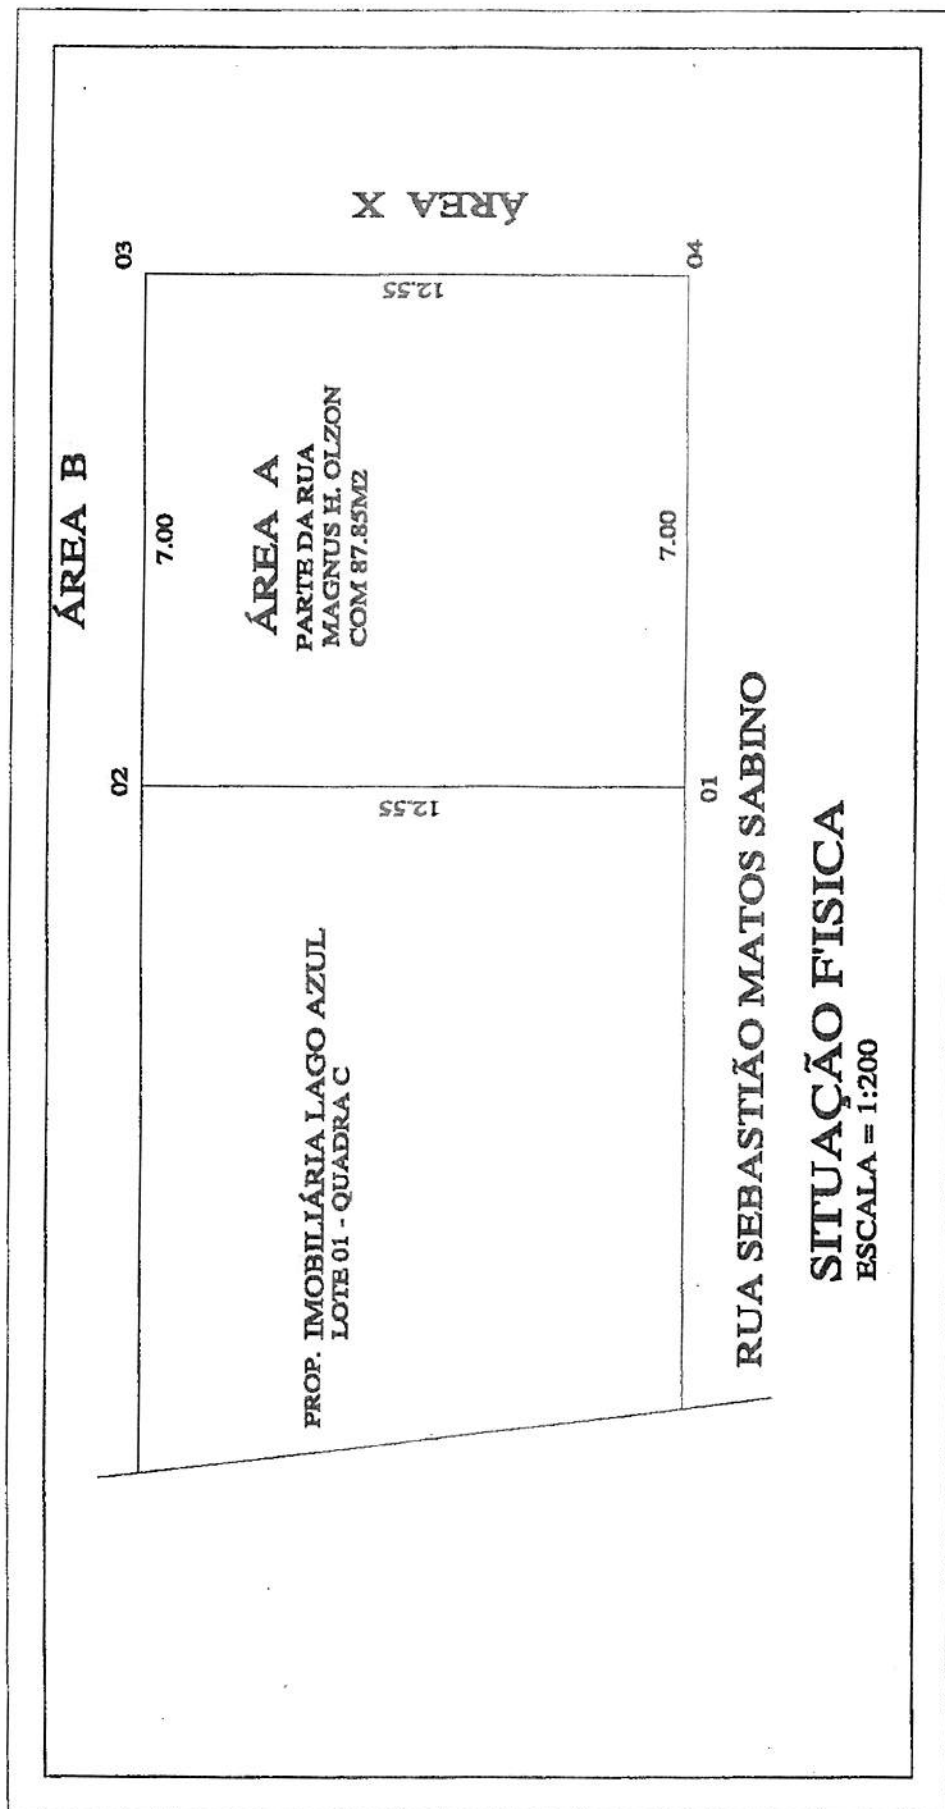 ÁREA B
02
7.00
03
ÁREA A
PARTE DA RUA
MAGNUS H. OLZON
COM 87.85M2
PROP. IMOBILIÁRIA LAGO AZUL
LOTE 01 - QUADRA C
12.55
12.55
ÁREA X
7.00
01
04
RUA SEBASTIÃO MATOS SABINO
SITUAÇÃO F'ISICA
ESCALA = 1:200